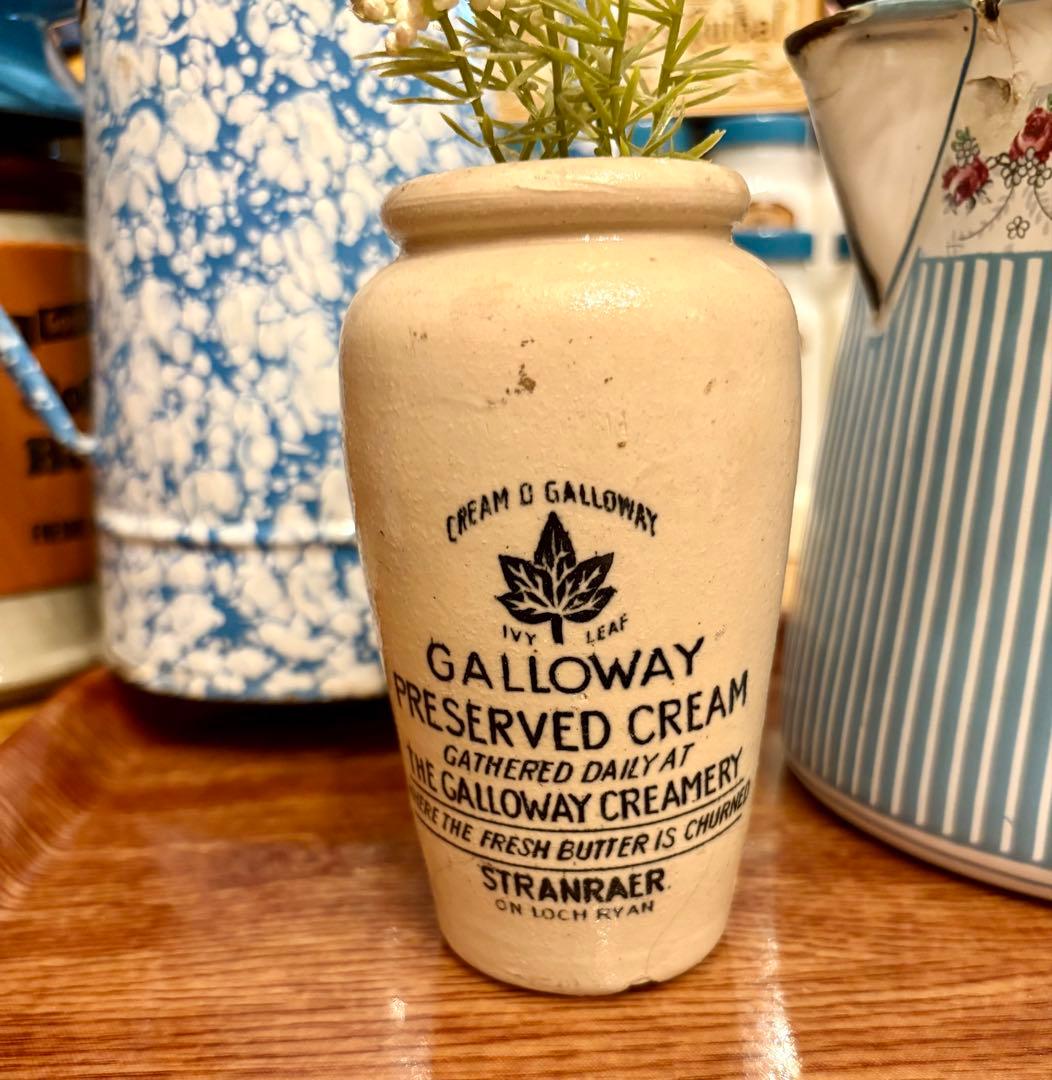 CREAM O GALLOWAY
IVY LEAF
GALLOWAY
PRESERVED CREAM
GATHERED DAILY AT
THE GALLOWAY CREAMERY
WHERE THE FRESH BUTTER IS CHURNED
STRANRAER
ON LOCH RYAN